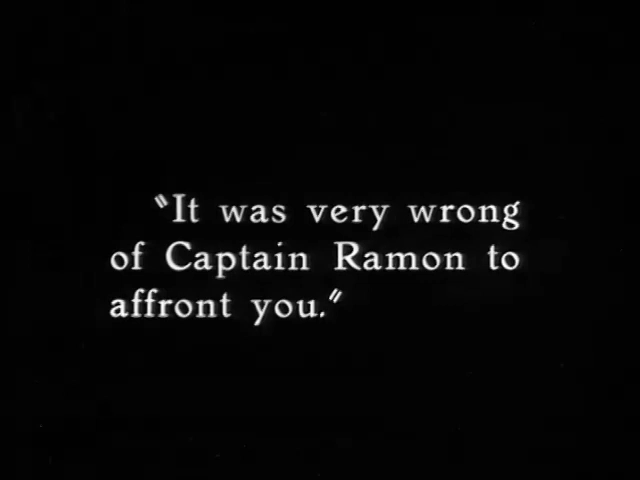 "It was very wrong
of Captain Ramon to
affront you."